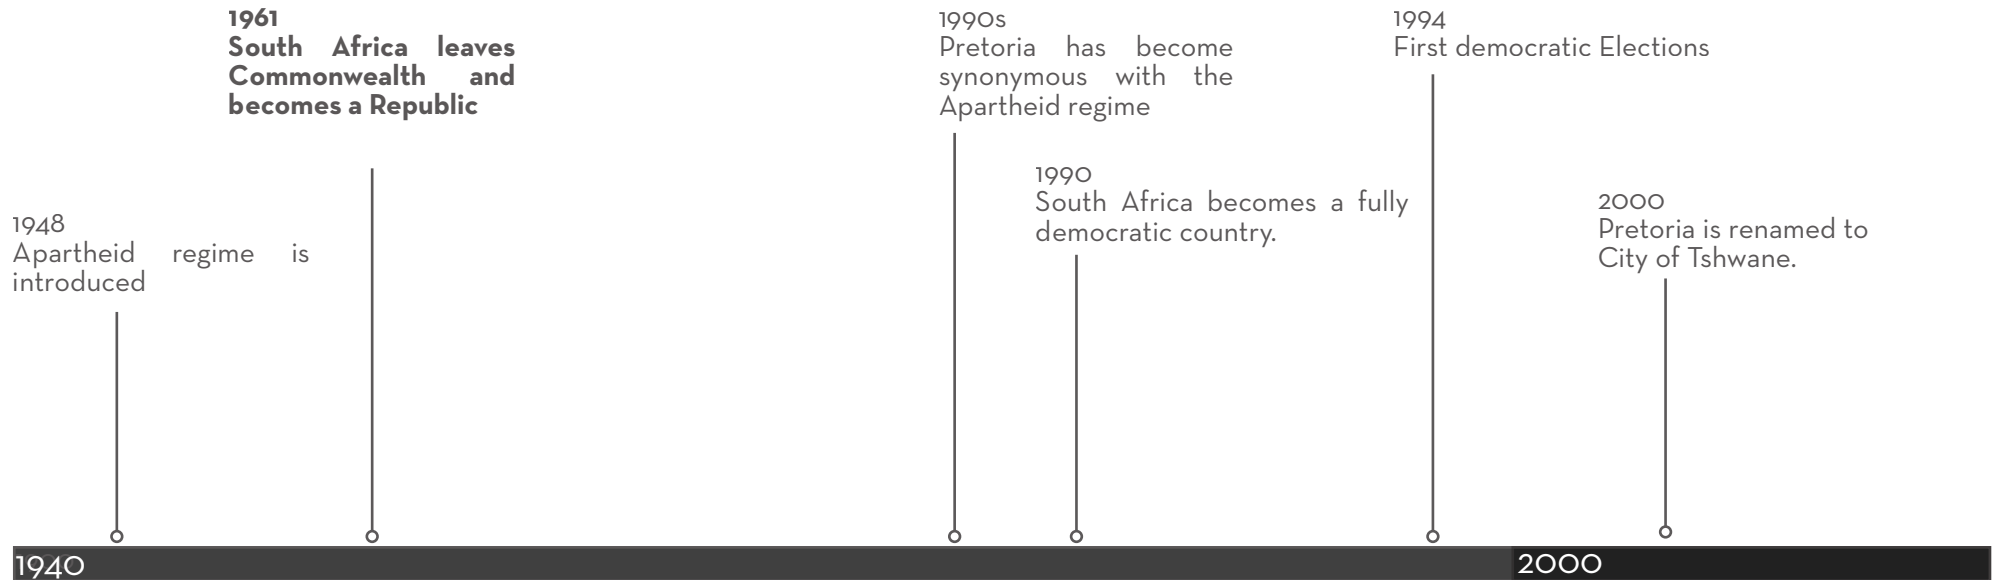 1961
South Africa leaves
Commonwealth and
becomes a Republic
1990s
Pretoria has become
synonymous with the
Apartheid regime
1994
First democratic Elections
1990
South Africa becomes a fully
democratic country.
2000
Pretoria is renamed to
City of Tshwane.
1948
Apartheid regime is
introduced
1940
2000